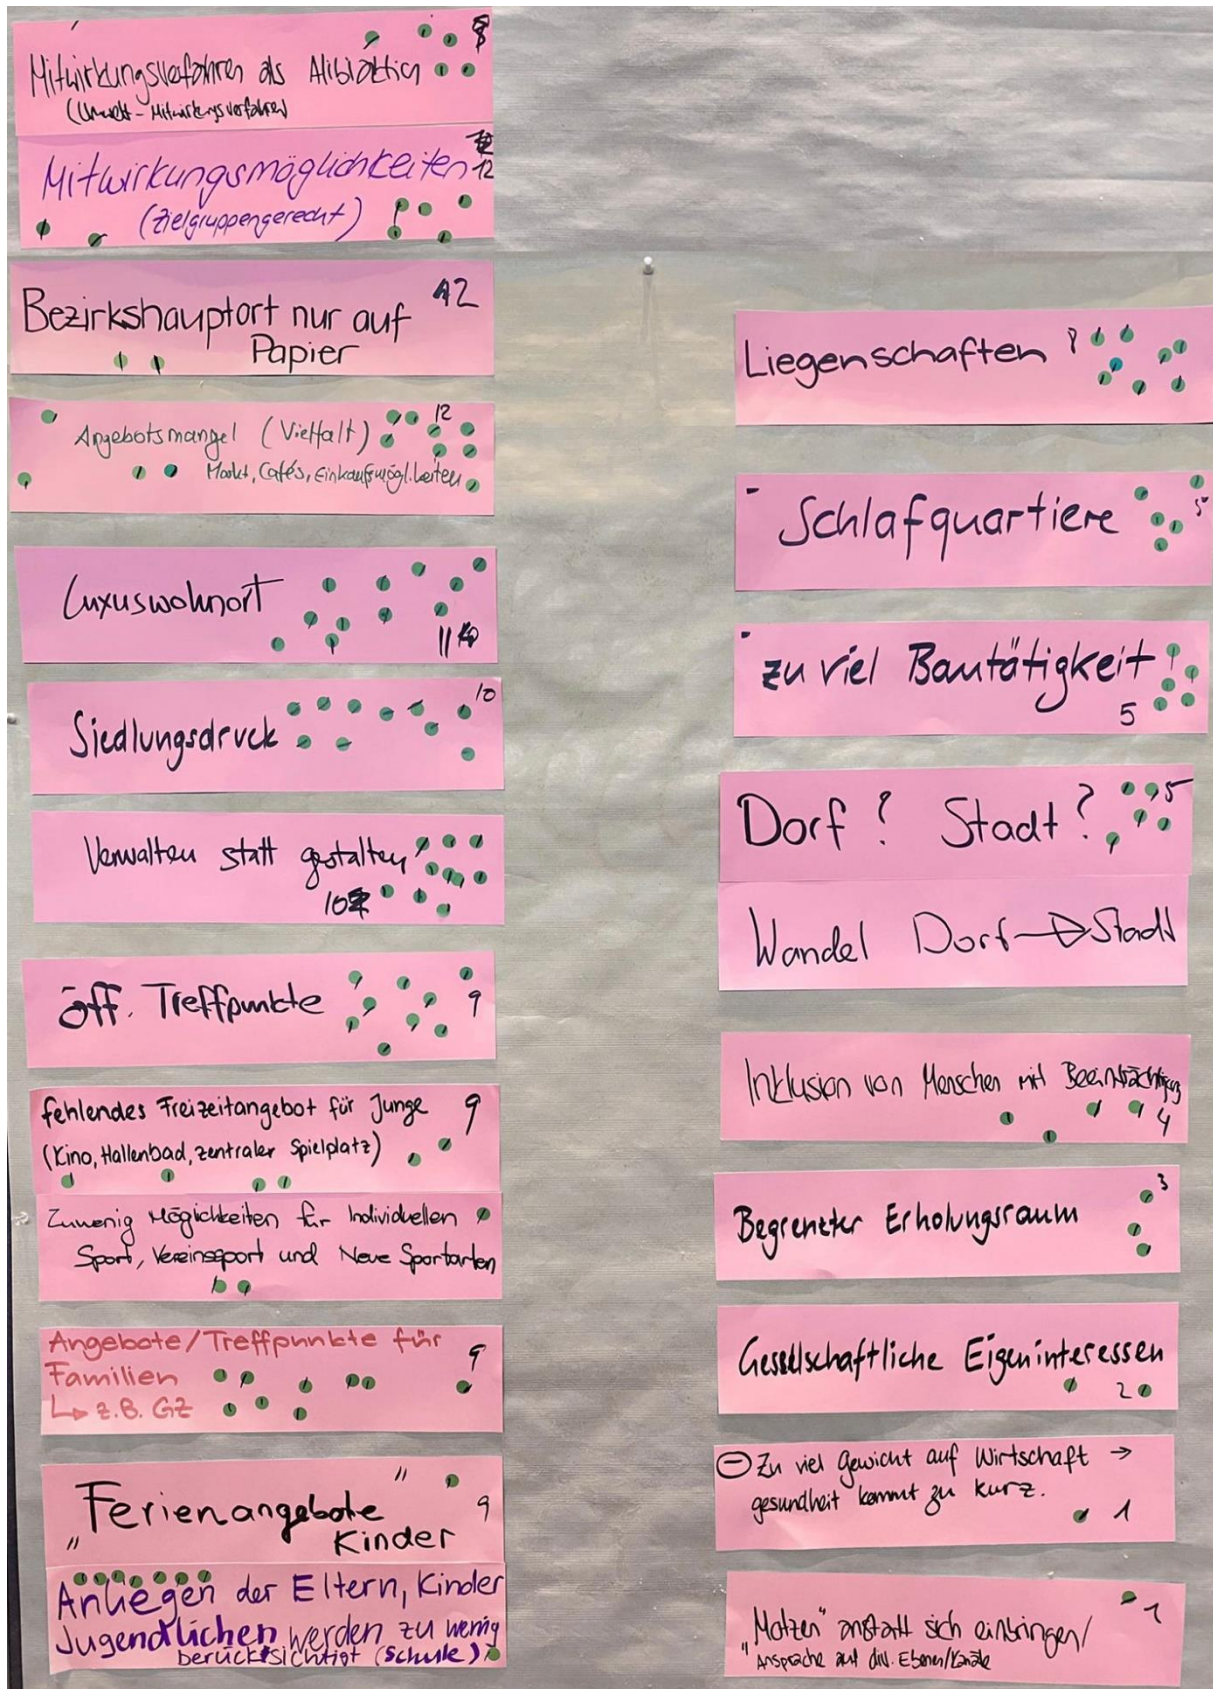 Mitwirkungsverfahren als Alibiaktion
(Umwelt-Mitwirkungsverfahren)
Mitwirkungsmöglichkeiten 12
(zielgruppengerecht)
Bezirkshauptort nur auf 12
Papier
Angebotsmangel (Vielfalt) 12
Markt, Cafés, Einkaufsmögl.keiten
Luxuswohnort
11
Siedlungsdruck 10
Verwalten statt gestalten
10
öff. Treffpunkte 9
fehlendes Freizeitangebot für Junge 9
(Kino, Hallenbad, zentraler Spielplatz)
Zuwenig Möglichkeiten für Individuellen
Sport, Vereinssport und Neue Sportarten
Angebote/Treffpunkte für
Familien 9
↳ z.B. GZ
"Ferienangebote" 9
Kinder
Anliegen der Eltern, Kinder
Jugendlichen werden zu wenig
berücksichtigt (Schule)
Liegenschaften 8
- Schlafquartiere 5
- zu viel Bautätigkeit
5
Dorf? Stadt? 5
Wandel Dorf → Stadt
Inklusion von Menschen mit Beeinträchtigung
4
Begrenzter Erholungsraum 3
Gesellschaftliche Eigeninteressen
2
⊖ Zu viel Gewicht auf Wirtschaft →
gesundheit kommt zu kurz.
1
"Motzen" anstatt sich einbringen/ 1
Ansprache auf div. Ebenen/Kanäle